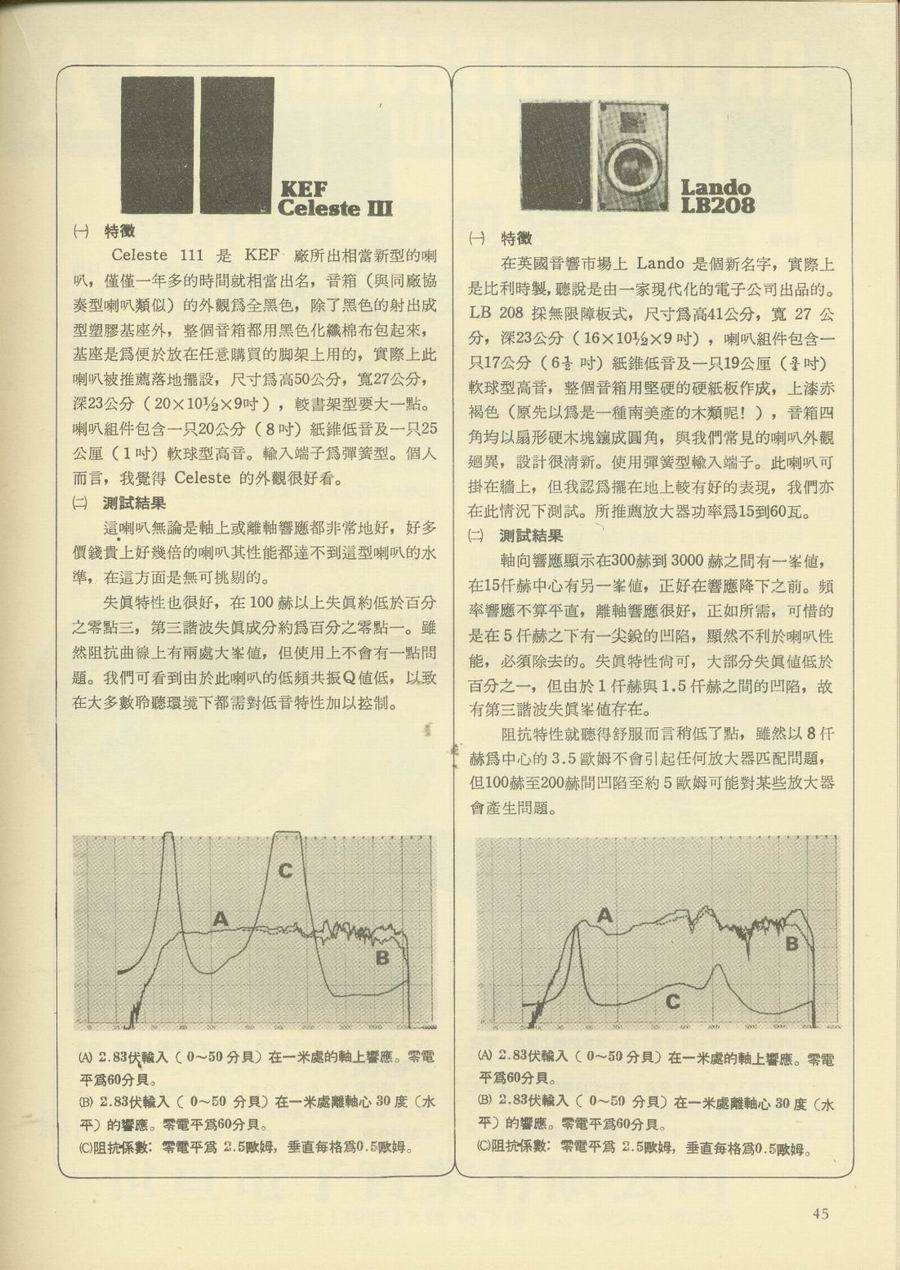 KEF
Celeste III
㈠ 特徵
Celeste 111 是 KEF 廠所出相當新型的喇
叭，僅僅一年多的時間就相當出名，音箱（與同廠協
奏型喇叭類似）的外觀爲全黑色，除了黑色的射出成
型塑膠基座外，整個音箱都用黑色化纖棉布包起來，
基座是爲便於放在任意購買的脚架上用的，實際上此
喇叭被推薦落地擺設，尺寸爲高50公分，寬27公分，
深23公分（20×10½×9吋），較書架型要大一點。
喇叭組件包含一只20公分（8吋）紙錐低音及一只25
公厘（1吋）軟球型高音。輸入端子爲彈簧型。個人
而言，我覺得 Celeste 的外觀很好看。
㈡ 測試結果
這喇叭無論是軸上或離軸響應都非常地好，好多
價錢貴上好幾倍的喇叭其性能都達不到這型喇叭的水
準，在這方面是無可挑剔的。
失眞特性也很好，在 100 赫以上失眞約低於百分
之零點三，第三諧波失眞成分約爲百分之零點一。雖
然阻抗曲線上有兩處大峯値，但使用上不會有一點問
題。我們可看到由於此喇叭的低頻共振Q値低，以致
在大多數聆聽環境下都需對低音特性加以控制。
A
C
B
(A) 2.83伏輸入（0～50分貝）在一米處的軸上響應。零電
平爲60分貝。
(B) 2.83伏輸入（0～50 分貝）在一米處離軸心 30 度（水
平）的響應。零電平爲60分貝。
(C)阻抗係數：零電平爲 2.5歐姆，垂直每格爲0.5歐姆。
Lando
LB208
㈠ 特徵
在英國音響市場上 Lando 是個新名字，實際上
是比利時製，聽說是由一家現代化的電子公司出品的。
LB 208 採無限障板式，尺寸爲高41公分，寬 27 公
分，深23公分（16×10½×9吋），喇叭組件包含一
只17公分（6½吋）紙錐低音及一只19公厘（¾吋）
軟球型高音，整個音箱用堅硬的硬紙板作成，上漆赤
褐色（原先以爲是一種南美產的木類呢！），音箱四
角均以扇形硬木塊鑲成圓角，與我們常見的喇叭外觀
廻異，設計很清新。使用彈簧型輸入端子。此喇叭可
掛在牆上，但我認爲擺在地上較有好的表現，我們亦
在此情況下測試。所推薦放大器功率爲15到60瓦。
㈡ 測試結果
軸向響應顯示在300赫到 3000 赫之間有一峯値，
在15仟赫中心有另一峯値，正好在響應降下之前。頻
率響應不算平直，離軸響應很好，正如所需，可惜的
是在 5 仟赫之下有一尖銳的凹陷，顯然不利於喇叭性
能，必須除去的。失眞特性尙可，大部分失眞値低於
百分之一，但由於 1 仟赫與 1.5 仟赫之間的凹陷，故
有第三諧波失眞峯値存在。
阻抗特性就聽得舒服而言稍低了點，雖然以 8 仟
赫爲中心的 3.5 歐姆不會引起任何放大器匹配問題，
但100赫至200赫間凹陷至約 5 歐姆可能對某些放大器
會產生問題。
A
B
C
(A) 2.83伏輸入（0～50分貝）在一米處的軸上響應。零電
平爲60分貝。
(B) 2.83伏輸入（0～50 分貝）在一米處離軸心 30 度（水
平）的響應。零電平爲60分貝。
(C)阻抗係數：零電平爲 2.5歐姆，垂直每格爲0.5歐姆。
45